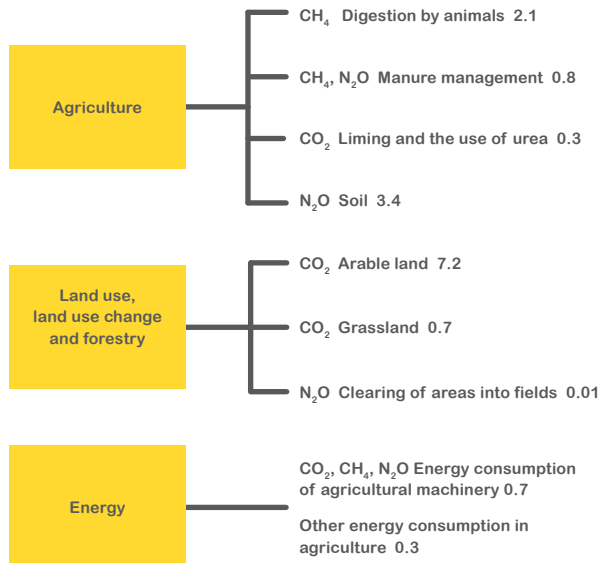 Agriculture
CH₄ Digestion by animals 2.1
CH₄, N₂O Manure management 0.8
CO₂ Liming and the use of urea 0.3
N₂O Soil 3.4
Land use,
land use change
and forestry
CO₂ Arable land 7.2
CO₂ Grassland 0.7
N₂O Clearing of areas into fields 0.01
Energy
CO₂, CH₄, N₂O Energy consumption
of agricultural machinery 0.7
Other energy consumption in
agriculture 0.3